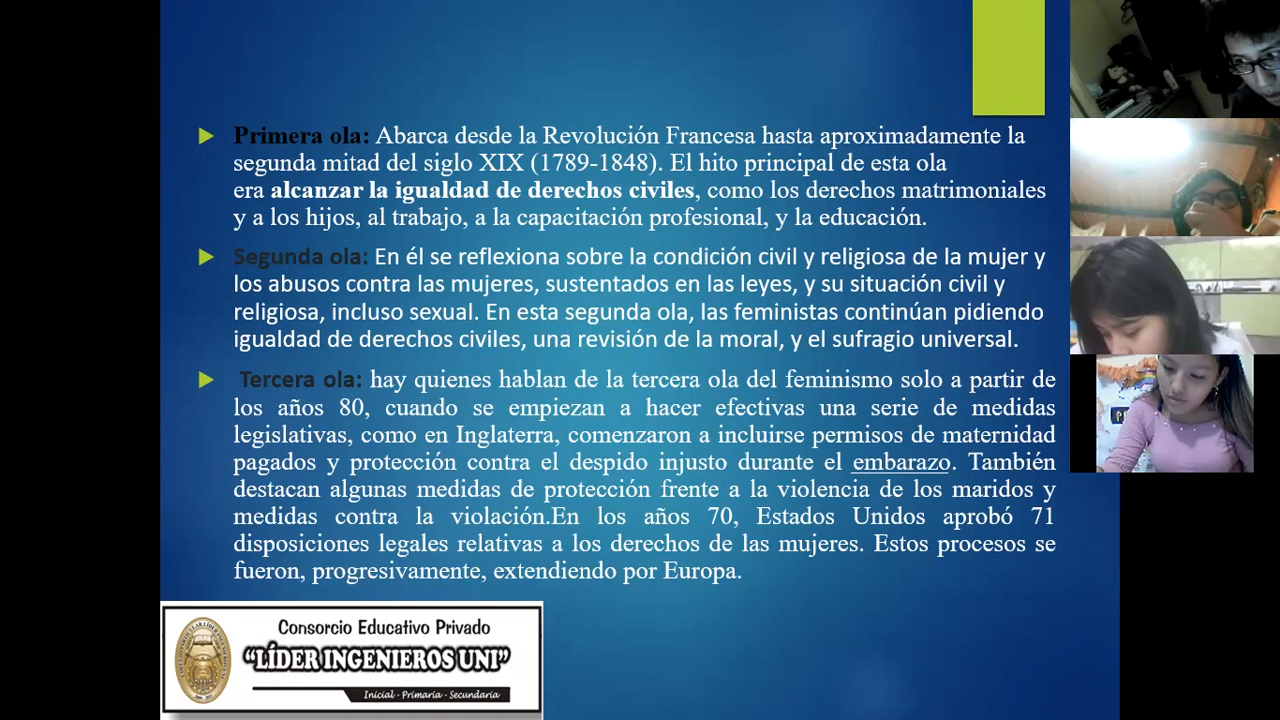 Primera ola: Abarca desde la Revolución Francesa hasta aproximadamente la
segunda mitad del siglo XIX (1789-1848). El hito principal de esta ola
era alcanzar la igualdad de derechos civiles, como los derechos matrimoniales
y a los hijos, al trabajo, a la capacitación profesional, y la educación.
Segunda ola: En él se reflexiona sobre la condición civil y religiosa de la mujer y
los abusos contra las mujeres, sustentados en las leyes, y su situación civil y
religiosa, incluso sexual. En esta segunda ola, las feministas continúan pidiendo
igualdad de derechos civiles, una revisión de la moral, y el sufragio universal.
Tercera ola: hay quienes hablan de la tercera ola del feminismo solo a partir de
los años 80, cuando se empiezan a hacer efectivas una serie de medidas
legislativas, como en Inglaterra, comenzaron a incluirse permisos de maternidad
pagados y protección contra el despido injusto durante el embarazo. También
destacan algunas medidas de protección frente a la violencia de los maridos y
medidas contra la violación.En los años 70, Estados Unidos aprobó 71
disposiciones legales relativas a los derechos de las mujeres. Estos procesos se
fueron, progresivamente, extendiendo por Europa.
Consorcio Educativo Privado
"LÍDER INGENIEROS UNI"
Inicial - Primaria - Secundaria